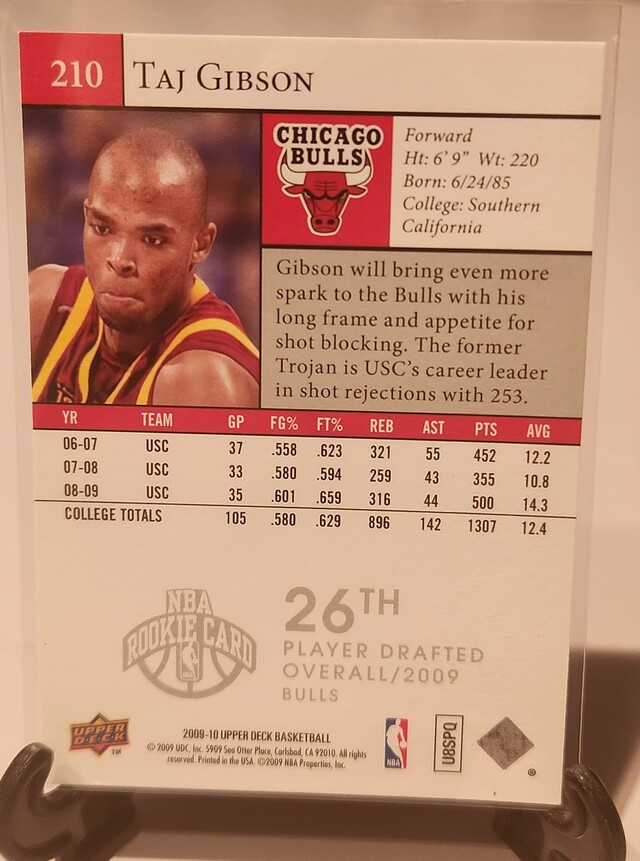 210 TAJ GIBSON
CHICAGO
BULLS
Forward
Ht: 6' 9" Wt: 220
Born: 6/24/85
College: Southern
California
Gibson will bring even more
spark to the Bulls with his
long frame and appetite for
shot blocking. The former
Trojan is USC's career leader
in shot rejections with 253.
YR TEAM GP FG% FT% REB AST PTS AVG
06-07 USC 37 .558 .623 321 55 452 12.2
07-08 USC 33 .580 .594 259 43 355 10.8
08-09 USC 35 .601 .659 316 44 500 14.3
COLLEGE TOTALS 105 .580 .629 896 142 1307 12.4
NBA
ROOKIE CARD
NBA
26TH
PLAYER DRAFTED
OVERALL/2009
BULLS
UPPER
DECK
TM
2009-10 UPPER DECK BASKETBALL
© 2009 UDC, Inc. 5909 Sea Otter Place, Carlsbad, CA 92010. All rights
reserved. Printed in the USA. ©2009 NBA Properties, Inc.
NBA
U8SPQ
®